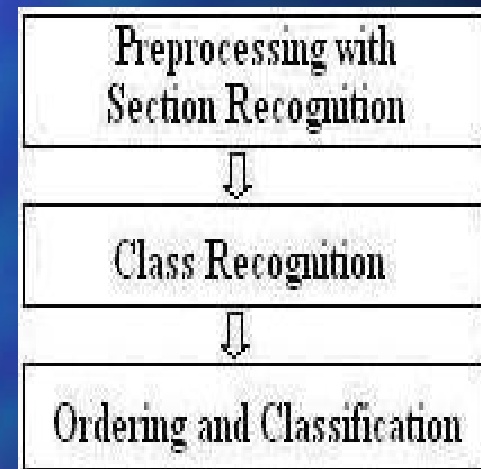 Preprocessing with
Section Recognition
Class Recognition
Ordering and Classification